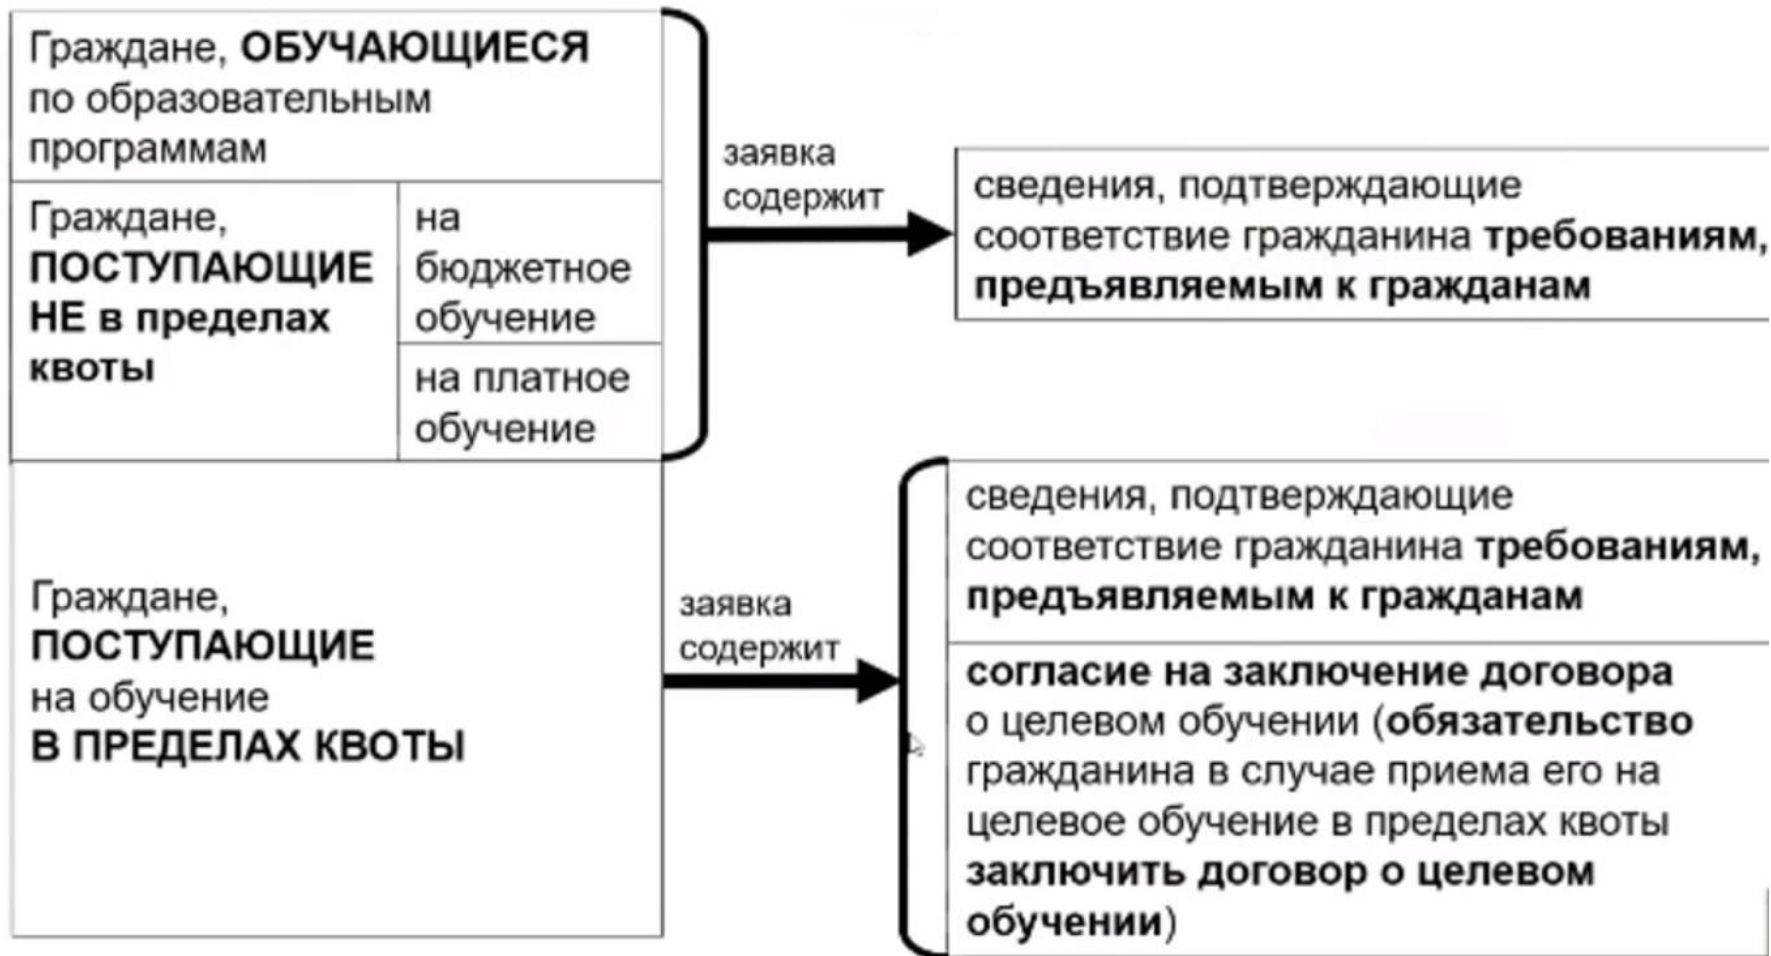 Граждане, ОБУЧАЮЩИЕСЯ
по образовательным
программам
Граждане,
ПОСТУПАЮЩИЕ
НЕ в пределах
квоты
на
бюджетное
обучение
на платное
обучение
заявка
содержит
сведения, подтверждающие
соответствие гражданина требованиям,
предъявляемым к гражданам
Граждане,
ПОСТУПАЮЩИЕ
на обучение
В ПРЕДЕЛАХ КВОТЫ
заявка
содержит
сведения, подтверждающие
соответствие гражданина требованиям,
предъявляемым к гражданам
согласие на заключение договора
о целевом обучении (обязательство
гражданина в случае приема его на
целевое обучение в пределах квоты
заключить договор о целевом
обучении)